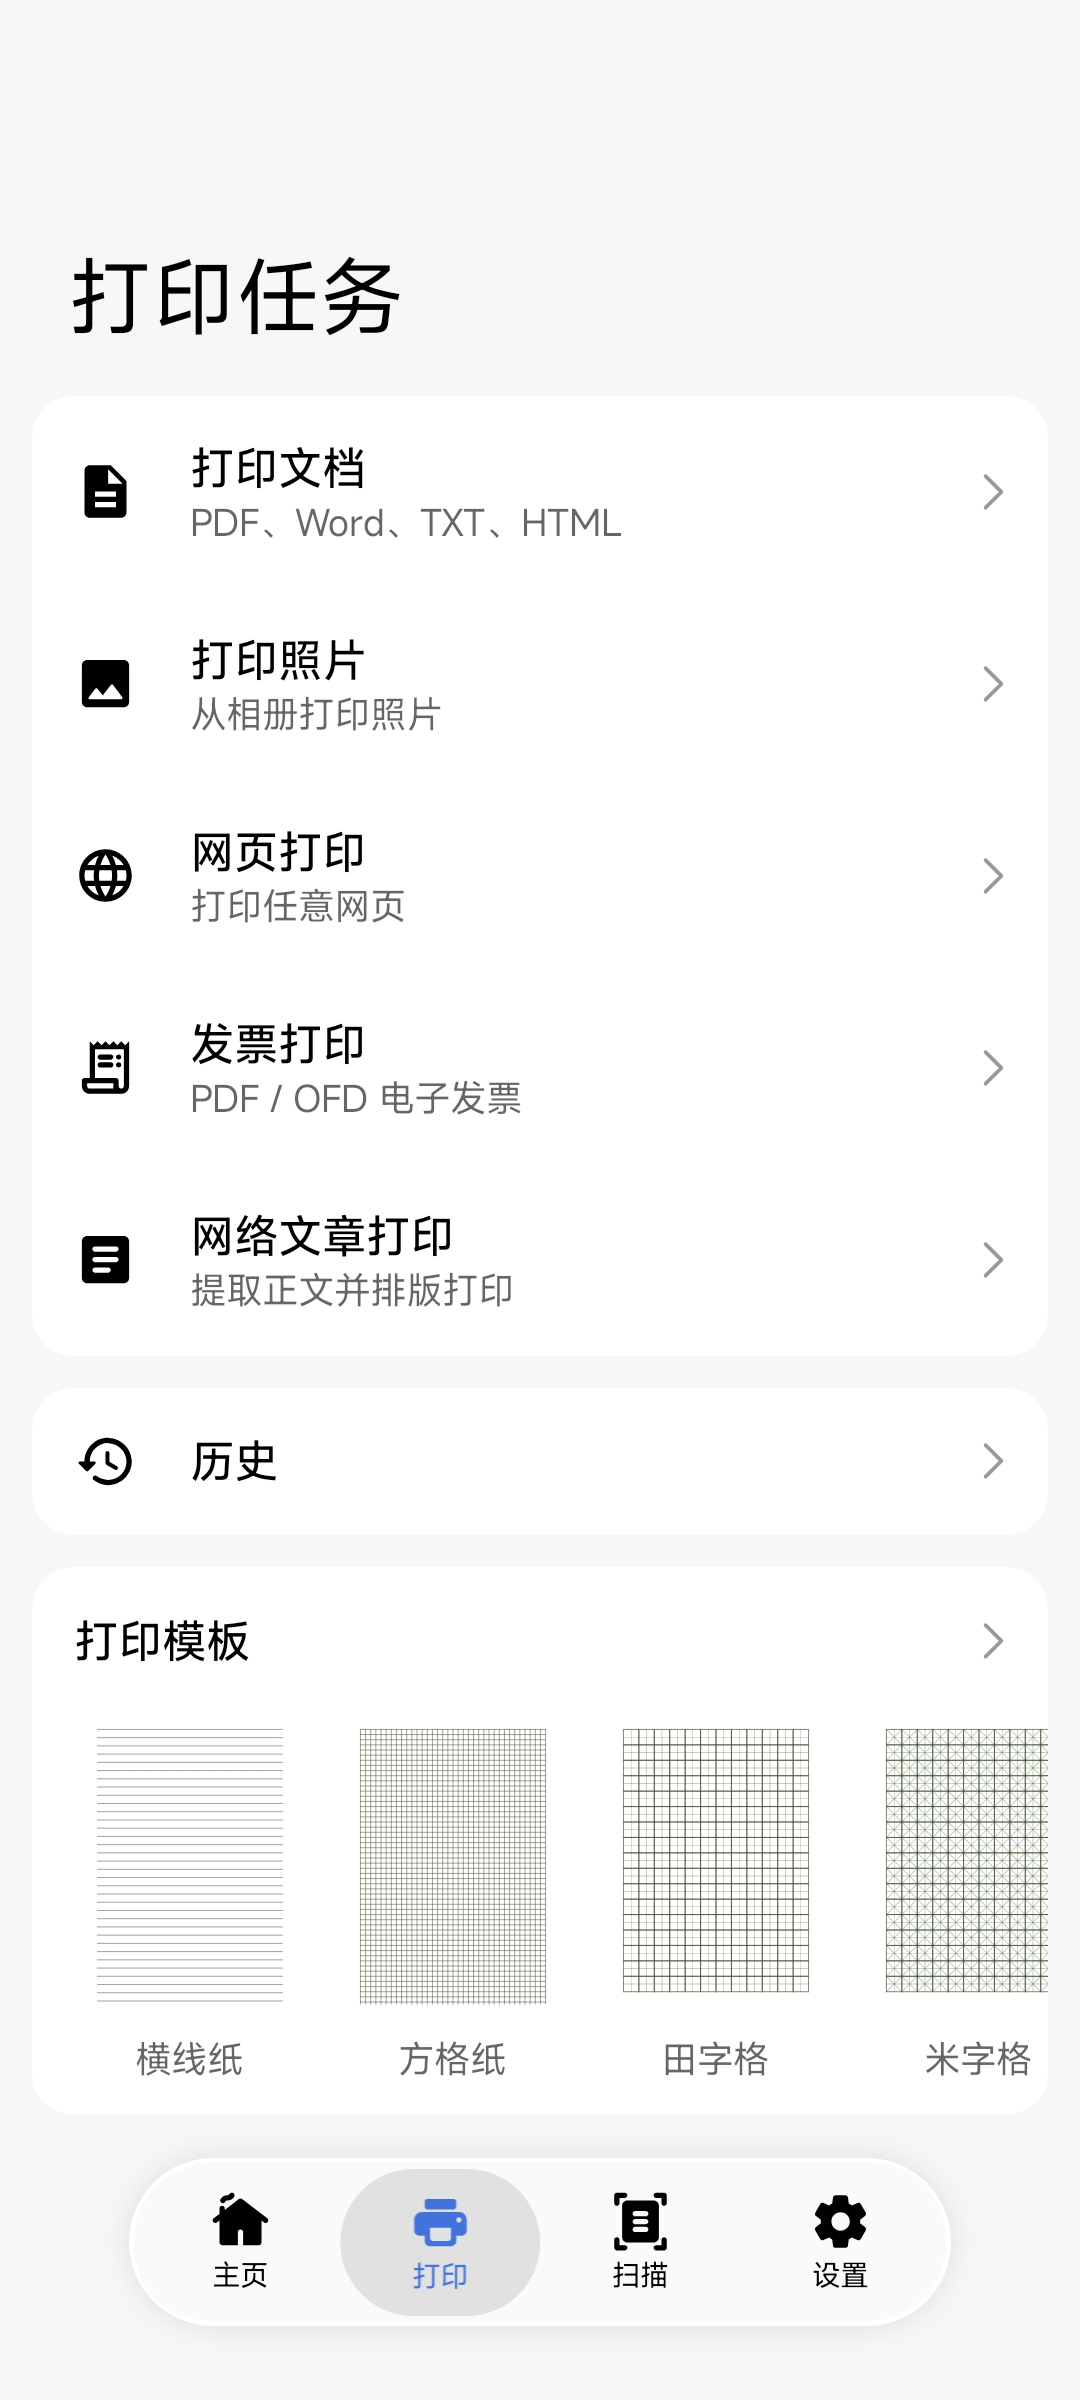 打印任务
打印文档
PDF、Word、TXT、HTML
打印照片
从相册打印照片
网页打印
打印任意网页
发票打印
PDF / OFD 电子发票
网络文章打印
提取正文并排版打印
历史
打印模板
横线纸
方格纸
田字格
米字格
主页
打印
扫描
设置